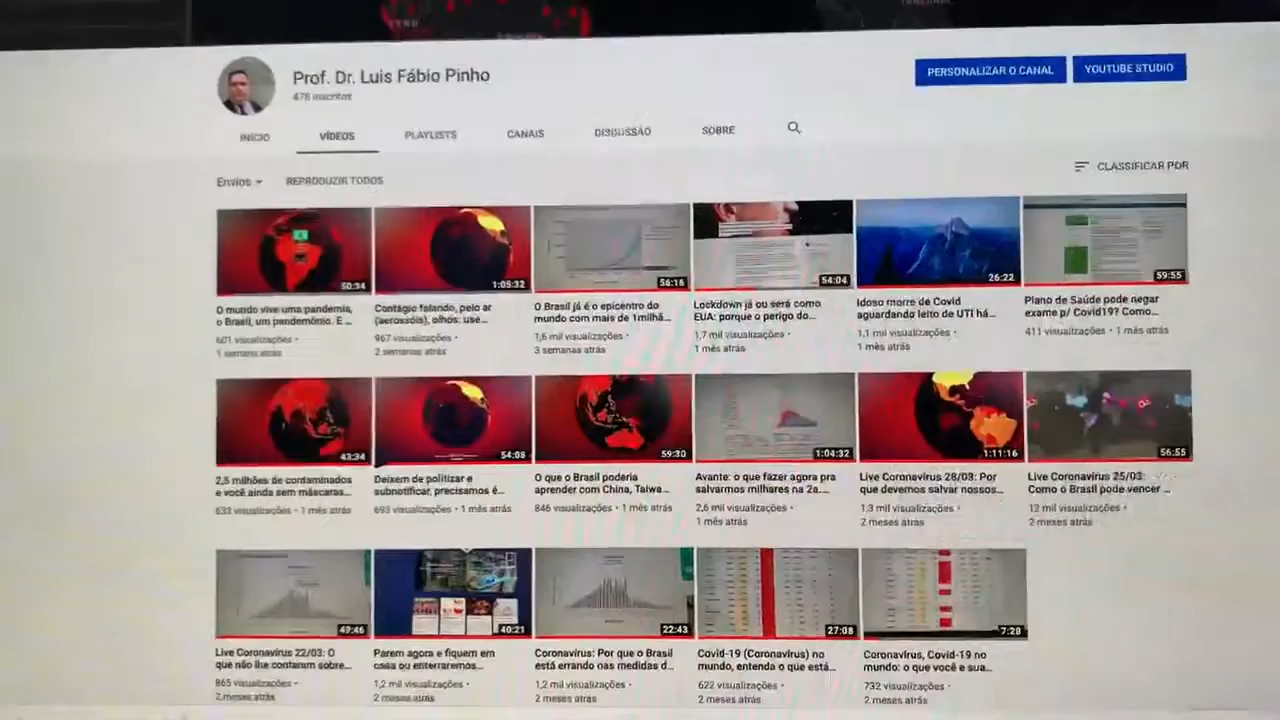 Prof. Dr. Luis Fábio Pinho
476 inscritos
PERSONALIZAR O CANAL
YOUTUBE STUDIO
INÍCIO
VÍDEOS
PLAYLISTS
CANAIS
DISCUSSÃO
SOBRE
Envios
REPRODUZIR TODOS
CLASSIFICAR POR
50:34
1:05:32
56:16
54:04
26:22
59:55
O mundo vive uma pandemia,
o Brasil, um pandemônio. E ...
601 visualizações •
1 semana atrás
Contágio falando, pelo ar
(aerossóis), olhos: use...
967 visualizações •
2 semanas atrás
O Brasil já é o epicentro do
mundo com mais de 1milhã...
1,6 mil visualizações •
3 semanas atrás
Lockdown já ou será como
EUA: porque o perigo do...
1,7 mil visualizações •
1 mês atrás
Idoso morre de Covid
aguardando leito de UTI há...
1,1 mil visualizações •
1 mês atrás
Plano de Saúde pode negar
exame p/ Covid19? Como...
411 visualizações • 1 mês atrás
43:34
54:08
59:30
1:04:32
1:11:16
56:55
2,5 milhões de contaminados
e você ainda sem máscaras...
633 visualizações • 1 mês atrás
Deixem de politizar e
subnotificar, precisamos é...
693 visualizações • 1 mês atrás
O que o Brasil poderia
aprender com China, Taiwa...
846 visualizações • 1 mês atrás
Avante: o que fazer agora pra
salvarmos milhares na 2a....
2,6 mil visualizações •
1 mês atrás
Live Coronavírus 28/03: Por
que devemos salvar nossos...
1,3 mil visualizações •
2 meses atrás
Live Coronavírus 25/03:
Como o Brasil pode vencer ...
12 mil visualizações •
2 meses atrás
49:46
40:21
22:43
27:08
7:28
Live Coronavírus 22/03: O
que não lhe contaram sobre...
865 visualizações •
2 meses atrás
Parem agora e fiquem em
casa ou enterraremos...
1,2 mil visualizações •
2 meses atrás
Coronavírus: Por que o Brasil
está errando nas medidas d...
1,2 mil visualizações •
2 meses atrás
Covid-19 (Coronavírus) no
mundo, entenda o que está...
622 visualizações •
2 meses atrás
Coronavírus, Covid-19 no
mundo: o que você e sua...
732 visualizações •
2 meses atrás